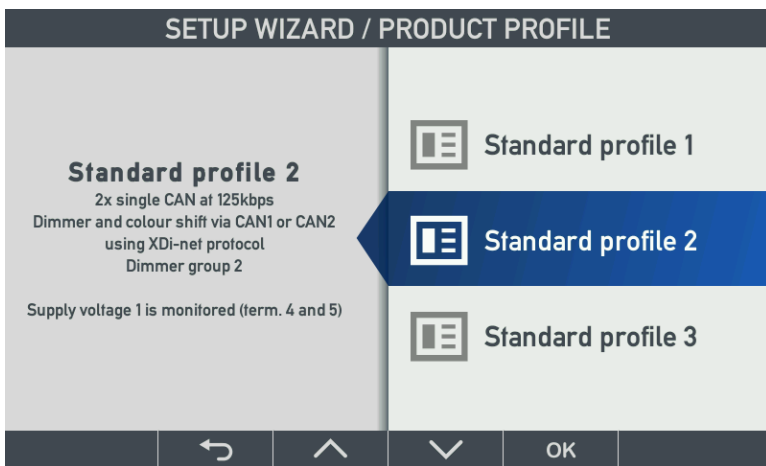 SETUP WIZARD / PRODUCT PROFILE
Standard profile 2
2x single CAN at 125kbps
Dimmer and colour shift via CAN1 or CAN2
using XDi-net protocol
Dimmer group 2
Supply voltage 1 is monitored (term. 4 and 5)
Standard profile 1
Standard profile 2
Standard profile 3
OK